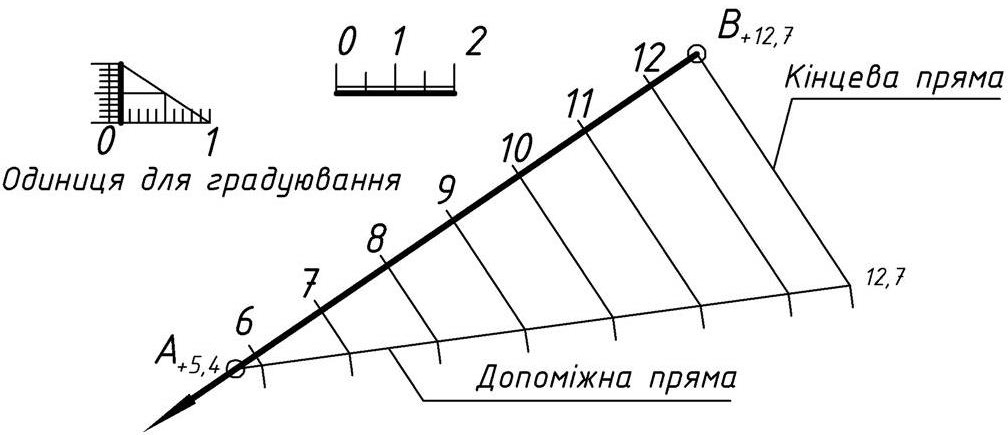 0 1 2
B+12,7
12
Кінцева пряма
11
0 1
10
Одиниця для градуювання
9
8
7
12,7
6
A+5,4
Допоміжна пряма